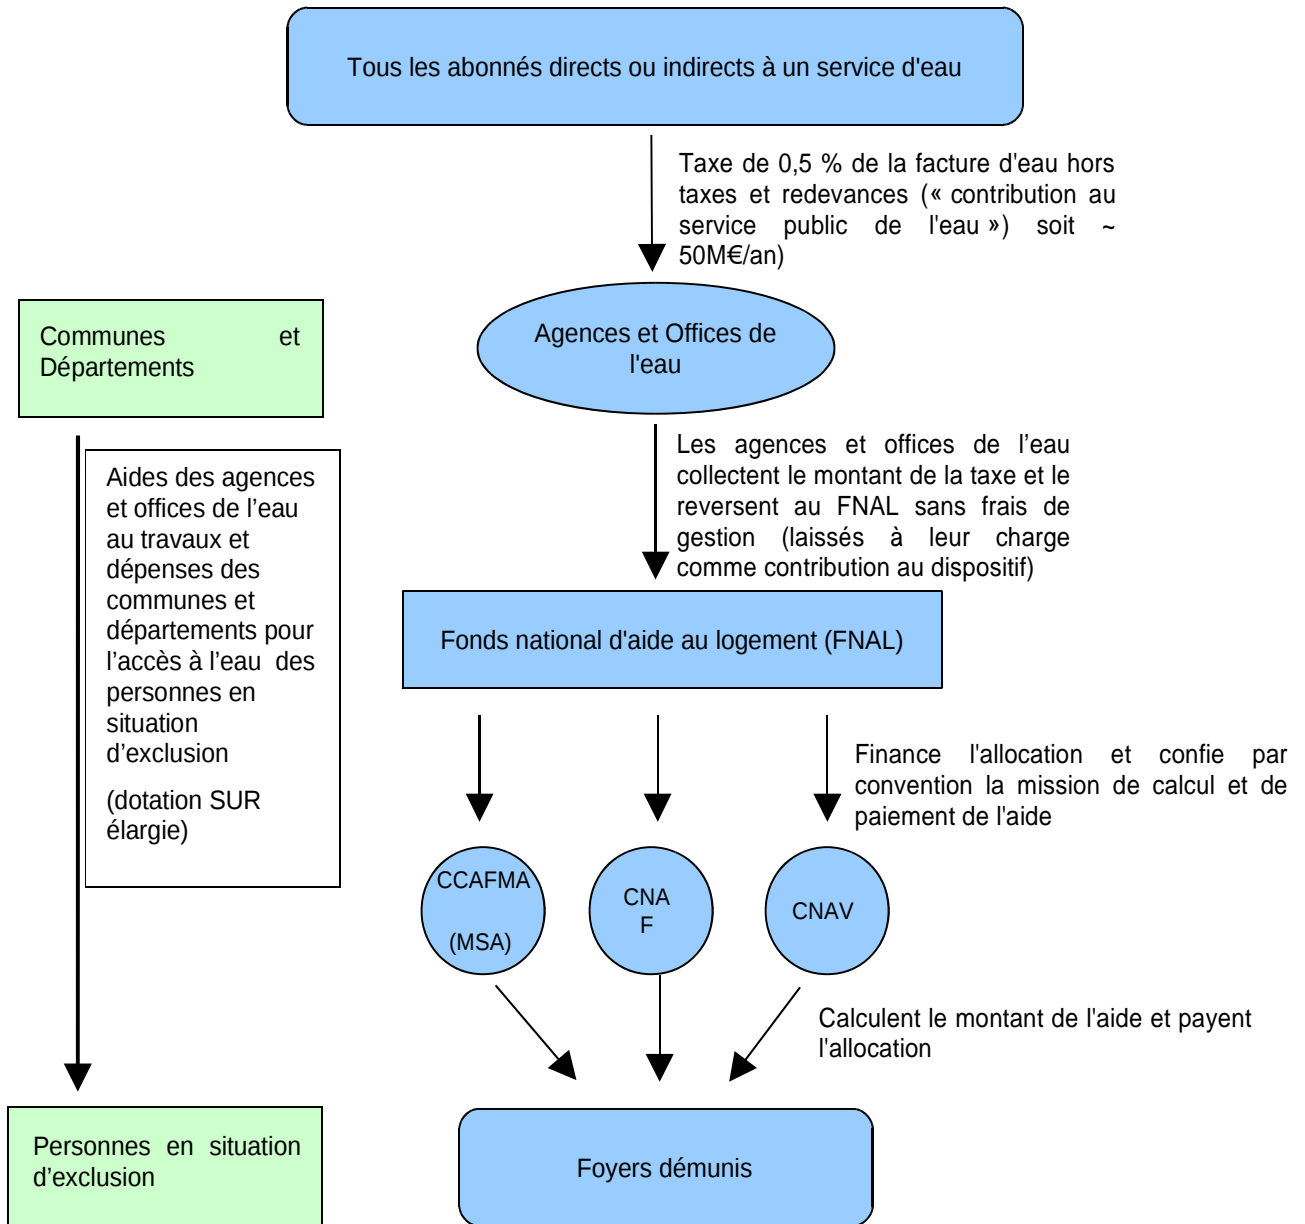 Tous les abonnés directs ou indirects à un service d'eau
Taxe de 0,5 % de la facture d'eau hors
taxes et redevances (« contribution au
service public de l'eau ») soit ~
50M€/an)
Agences et Offices de
l'eau
Communes et
Départements
Les agences et offices de l’eau
collectent le montant de la taxe et le
reversent au FNAL sans frais de
gestion (laissés à leur charge
comme contribution au dispositif)
Aides des agences
et offices de l’eau
au travaux et
dépenses des
communes et
départements pour
l’accès à l’eau des
personnes en
situation
d’exclusion
(dotation SUR
élargie)
Fonds national d'aide au logement (FNAL)
Finance l'allocation et confie par
convention la mission de calcul et de
paiement de l'aide
CCAFMA
(MSA)
CNA
F
CNAV
Calculent le montant de l'aide et payent
l'allocation
Personnes en situation
d’exclusion
Foyers démunis